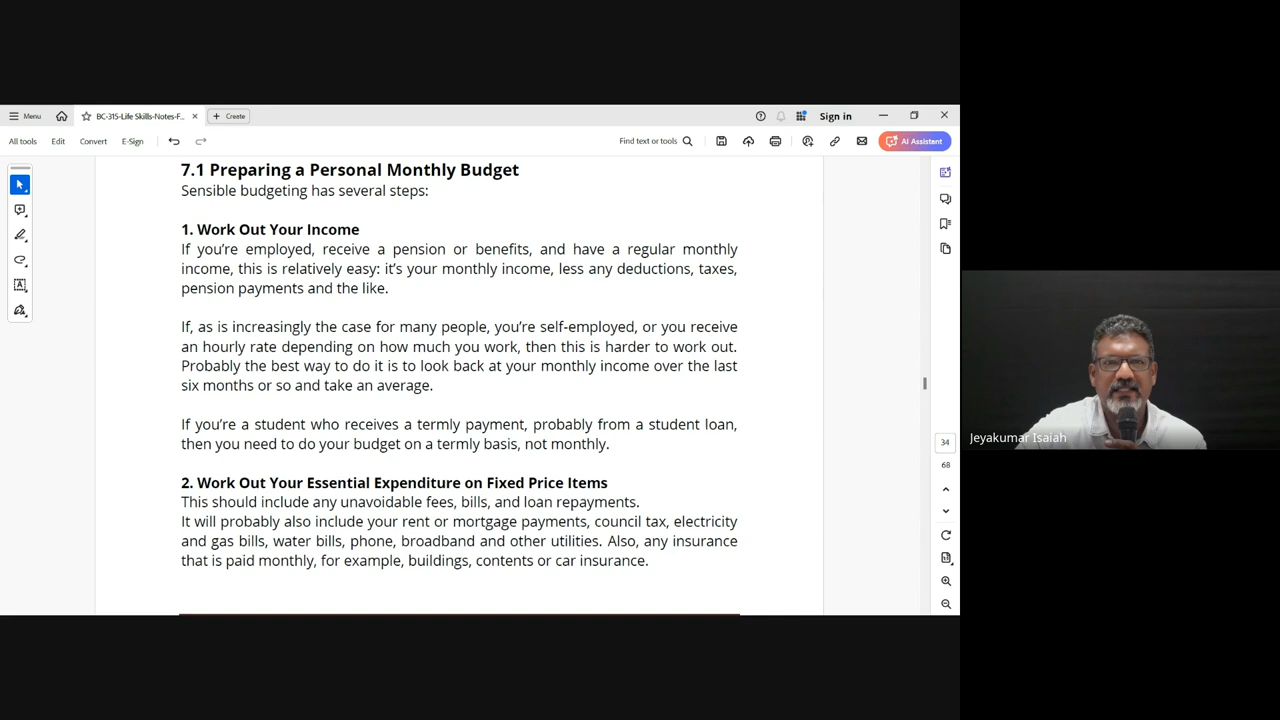 Menu
BC-315-Life Skills-Notes-F...
Create
Sign in
All tools
Edit
Convert
E-Sign
Find text or tools
AI Assistant
7.1 Preparing a Personal Monthly Budget
Sensible budgeting has several steps:
1. Work Out Your Income
If you're employed, receive a pension or benefits, and have a regular monthly
income, this is relatively easy: it's your monthly income, less any deductions, taxes,
pension payments and the like.
If, as is increasingly the case for many people, you're self-employed, or you receive
an hourly rate depending on how much you work, then this is harder to work out.
Probably the best way to do it is to look back at your monthly income over the last
six months or so and take an average.
If you're a student who receives a termly payment, probably from a student loan,
then you need to do your budget on a termly basis, not monthly.
2. Work Out Your Essential Expenditure on Fixed Price Items
This should include any unavoidable fees, bills, and loan repayments.
It will probably also include your rent or mortgage payments, council tax, electricity
and gas bills, water bills, phone, broadband and other utilities. Also, any insurance
that is paid monthly, for example, buildings, contents or car insurance.
34
68
Jeyakumar Isaiah